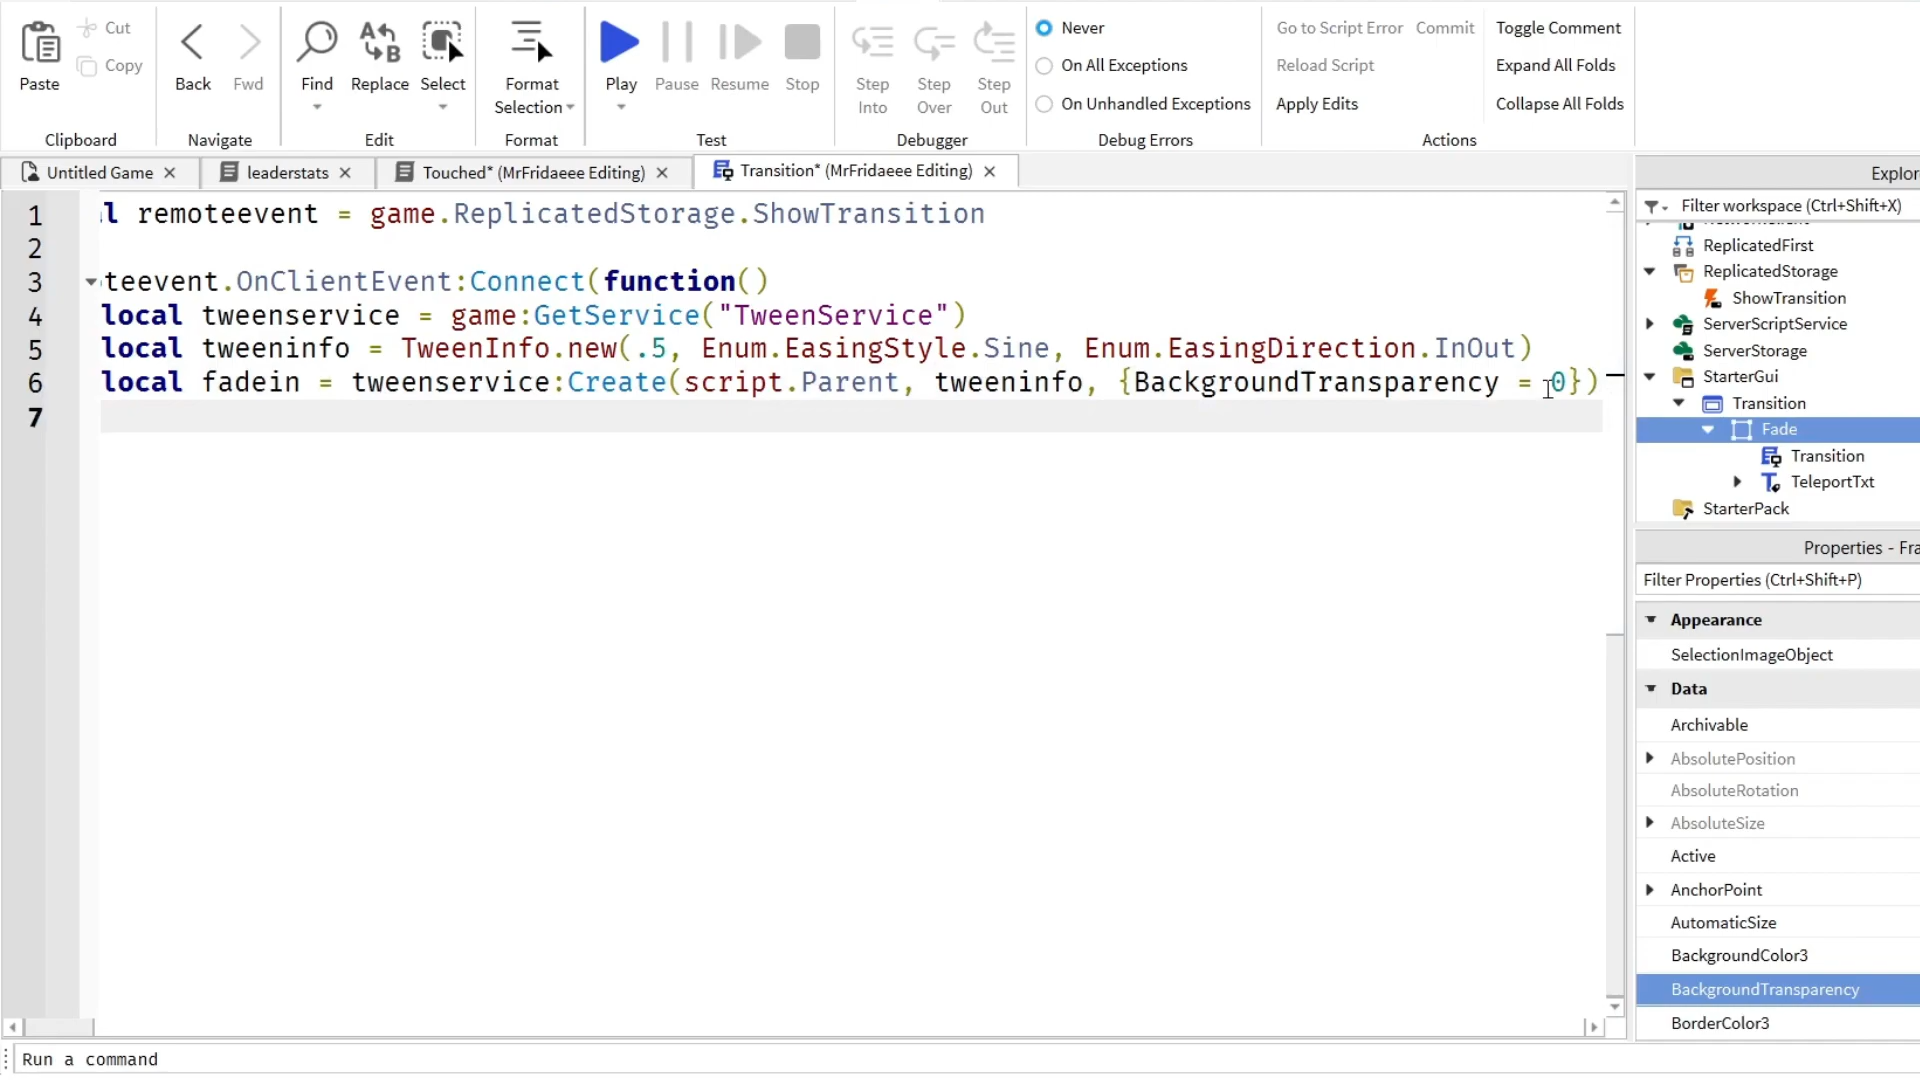 Paste
Cut
Copy
Clipboard
Back
Fwd
Navigate
Find
Replace
Select
Edit
Format
Selection
Format
Play
Pause
Resume
Stop
Test
Step
Into
Step
Over
Step
Out
Debugger
Never
On All Exceptions
On Unhandled Exceptions
Debug Errors
Go to Script Error
Commit
Reload Script
Apply Edits
Toggle Comment
Expand All Folds
Collapse All Folds
Actions
Untitled Game
leaderstats
Touched* (MrFridaeee Editing)
Transition* (MrFridaeee Editing)
1 l remoteevent = game.ReplicatedStorage.ShowTransition
2
3 teevent.OnClientEvent:Connect(function()
4 local tweenservice = game:GetService("TweenService")
5 local tweeninfo = TweenInfo.new(.5, Enum.EasingStyle.Sine, Enum.EasingDirection.InOut)
6 local fadein = tweenservice:Create(script.Parent, tweeninfo, {BackgroundTransparency = 0})
7
Run a command
Explor
Filter workspace (Ctrl+Shift+X)
ReplicatedFirst
ReplicatedStorage
ShowTransition
ServerScriptService
ServerStorage
StarterGui
Transition
Fade
Transition
TeleportTxt
StarterPack
Properties - Fra
Filter Properties (Ctrl+Shift+P)
Appearance
SelectionImageObject
Data
Archivable
AbsolutePosition
AbsoluteRotation
AbsoluteSize
Active
AnchorPoint
AutomaticSize
BackgroundColor3
BackgroundTransparency
BorderColor3